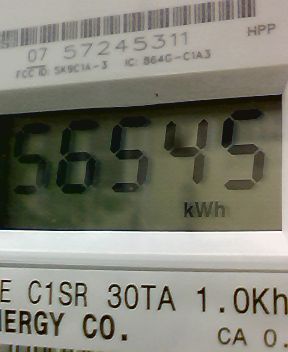 HPP
07 57245311
FCC ID: SK9C1A-3 IC: 864G-C1A3
56545
kWh
E C1SR 30TA 1.0Kh
NERGY CO. CA 0.